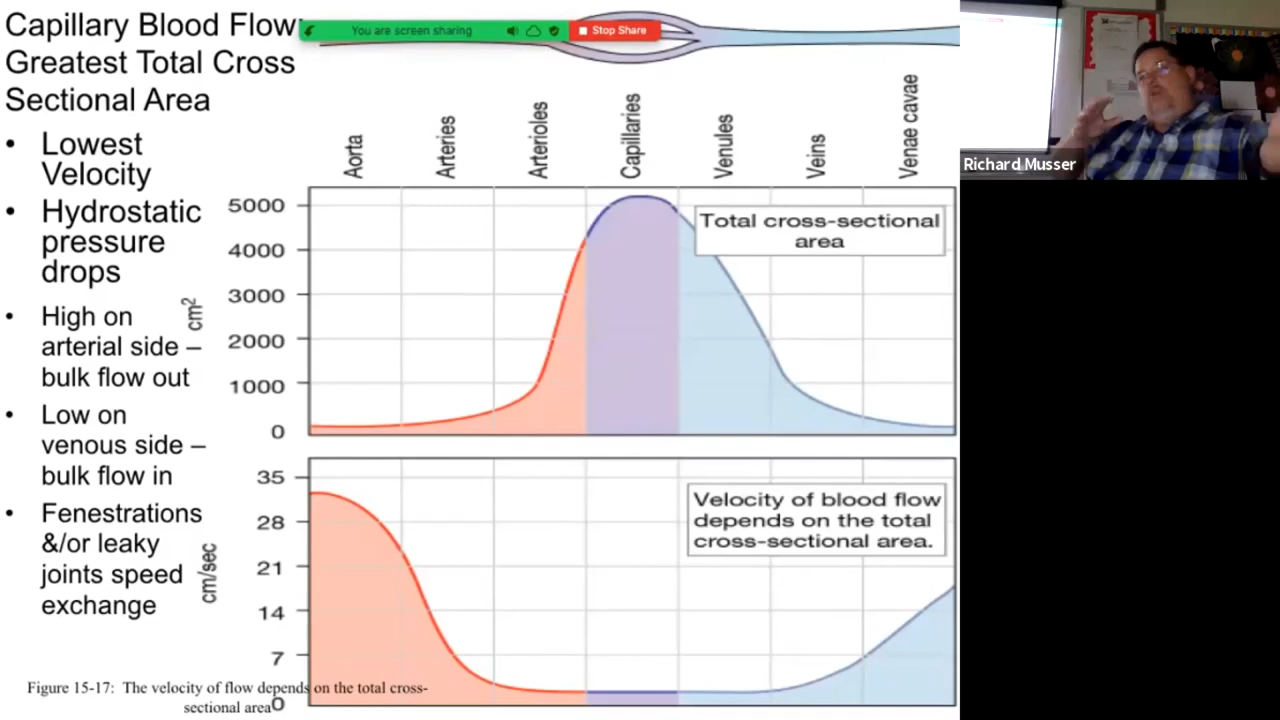 Capillary Blood Flow
Greatest Total Cross
Sectional Area
• Lowest
Velocity
• Hydrostatic
pressure
drops
• High on
arterial side –
bulk flow out
• Low on
venous side –
bulk flow in
• Fenestrations
&/or leaky
joints speed
exchange
You are screen sharing
Stop Share
Aorta
Arteries
Arterioles
Capillaries
Venules
Veins
Venae cavae
cm²
5000
4000
3000
2000
1000
0
Total cross-sectional
area
cm/sec
35
28
21
14
7
0
Velocity of blood flow
depends on the total
cross-sectional area.
Figure 15-17: The velocity of flow depends on the total cross-
sectional area
Richard Musser